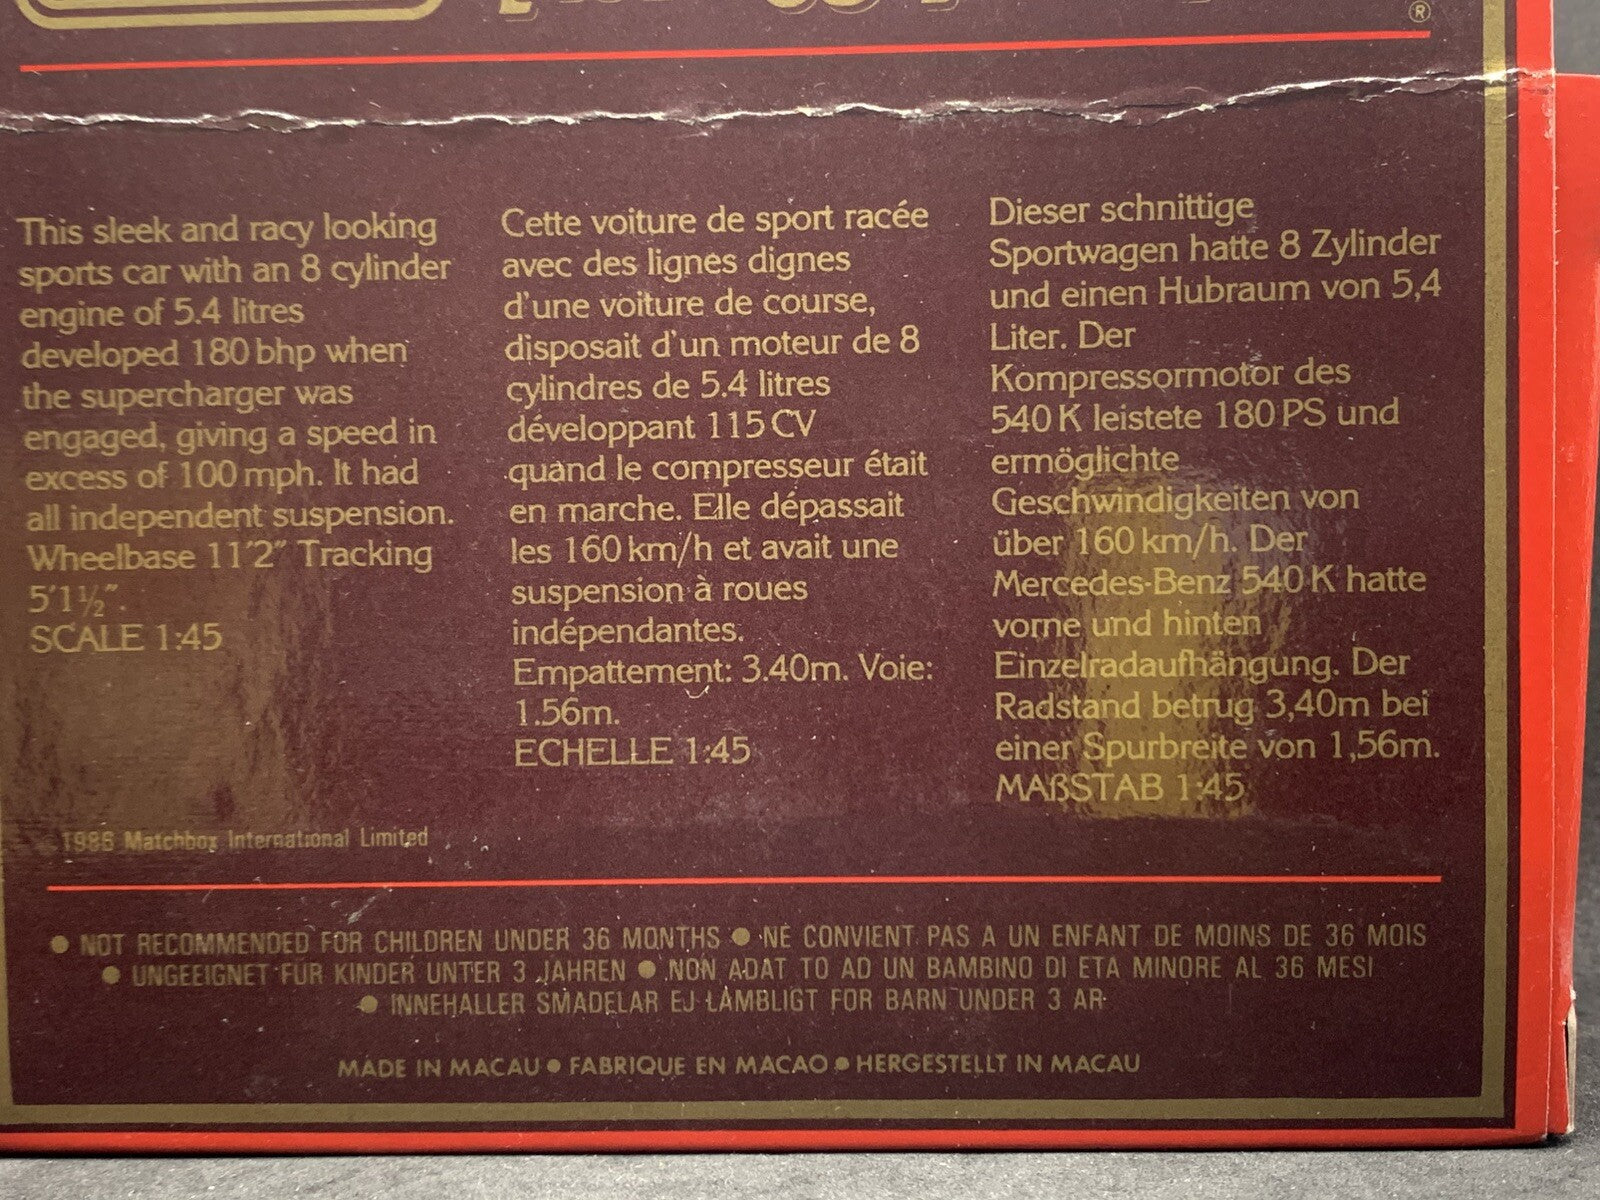 ®
This sleek and racy looking
sports car with an 8 cylinder
engine of 5.4 litres
developed 180 bhp when
the supercharger was
engaged, giving a speed in
excess of 100 mph. It had
all independent suspension.
Wheelbase 11'2" Tracking
5'1½".
SCALE 1:45
Cette voiture de sport racée
avec des lignes dignes
d'une voiture de course,
disposait d'un moteur de 8
cylindres de 5.4 litres
développant 115 CV
quand le compresseur était
en marche. Elle dépassait
les 160 km/h et avait une
suspension à roues
indépendantes.
Empattement: 3.40m. Voie:
1.56m.
ECHELLE 1:45
Dieser schnittige
Sportwagen hatte 8 Zylinder
und einen Hubraum von 5,4
Liter. Der
Kompressormotor des
540 K leistete 180 PS und
ermöglichte
Geschwindigkeiten von
über 160 km/h. Der
Mercedes-Benz 540 K hatte
vorne und hinten
Einzelradaufhängung. Der
Radstand betrug 3,40m bei
einer Spurbreite von 1,56m.
MAßSTAB 1:45
1986 Matchbox International Limited
● NOT RECOMMENDED FOR CHILDREN UNDER 36 MONTHS ● NE CONVIENT PAS A UN ENFANT DE MOINS DE 36 MOIS
● UNGEEIGNET FÜR KINDER UNTER 3 JAHREN ● NON ADAT TO AD UN BAMBINO DI ETA MINORE AL 36 MESI
● INNEHALLER SMADELAR EJ LAMBLIGT FOR BARN UNDER 3 AR
MADE IN MACAU ● FABRIQUE EN MACAO ● HERGESTELLT IN MACAU